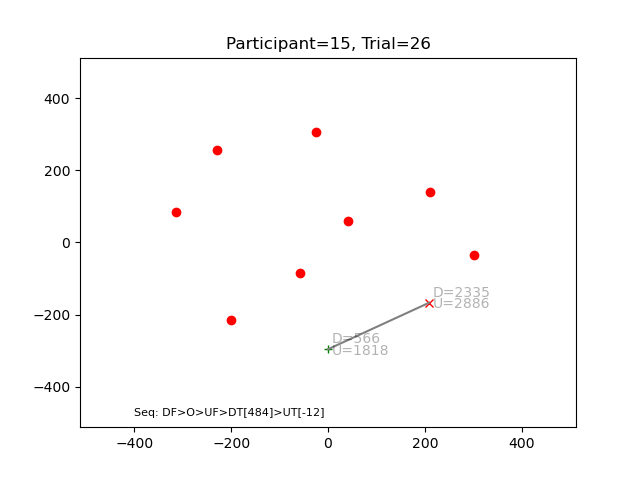 Participant=15, Trial=26
400
200
0
−200
−400
D=2335
U=2886
D=566
U=1818
Seq: DF>O>UF>DT[484]>UT[-12]
−400
−200
0
200
400